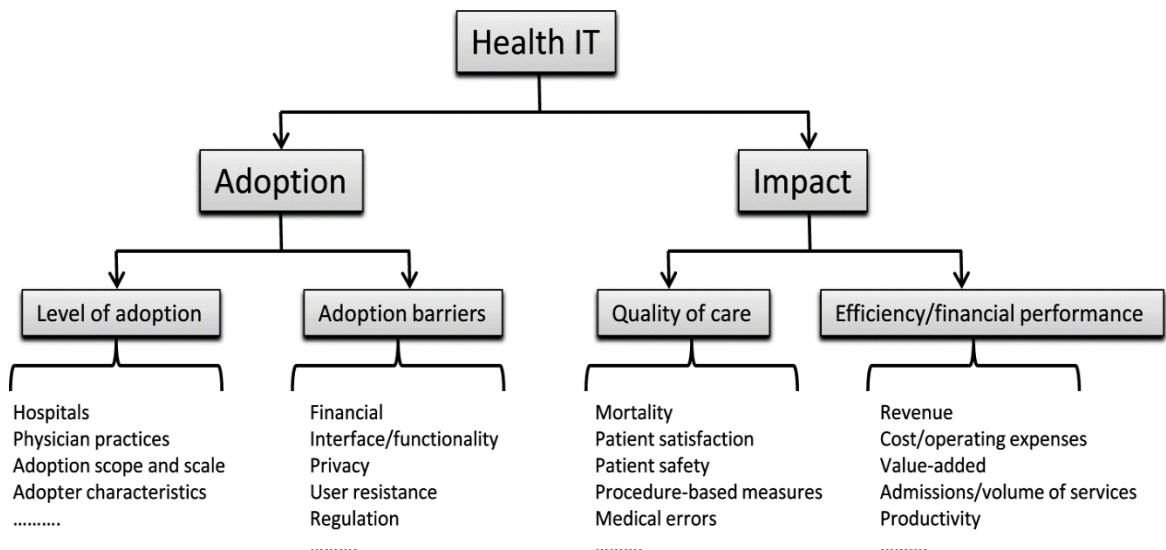 Health IT
Adoption
Impact
Level of adoption
Adoption barriers
Quality of care
Efficiency/financial performance
Hospitals
Physician practices
Adoption scope and scale
Adopter characteristics
..........
Financial
Interface/functionality
Privacy
User resistance
Regulation
..........
Mortality
Patient satisfaction
Patient safety
Procedure-based measures
Medical errors
..........
Revenue
Cost/operating expenses
Value-added
Admissions/volume of services
Productivity
..........